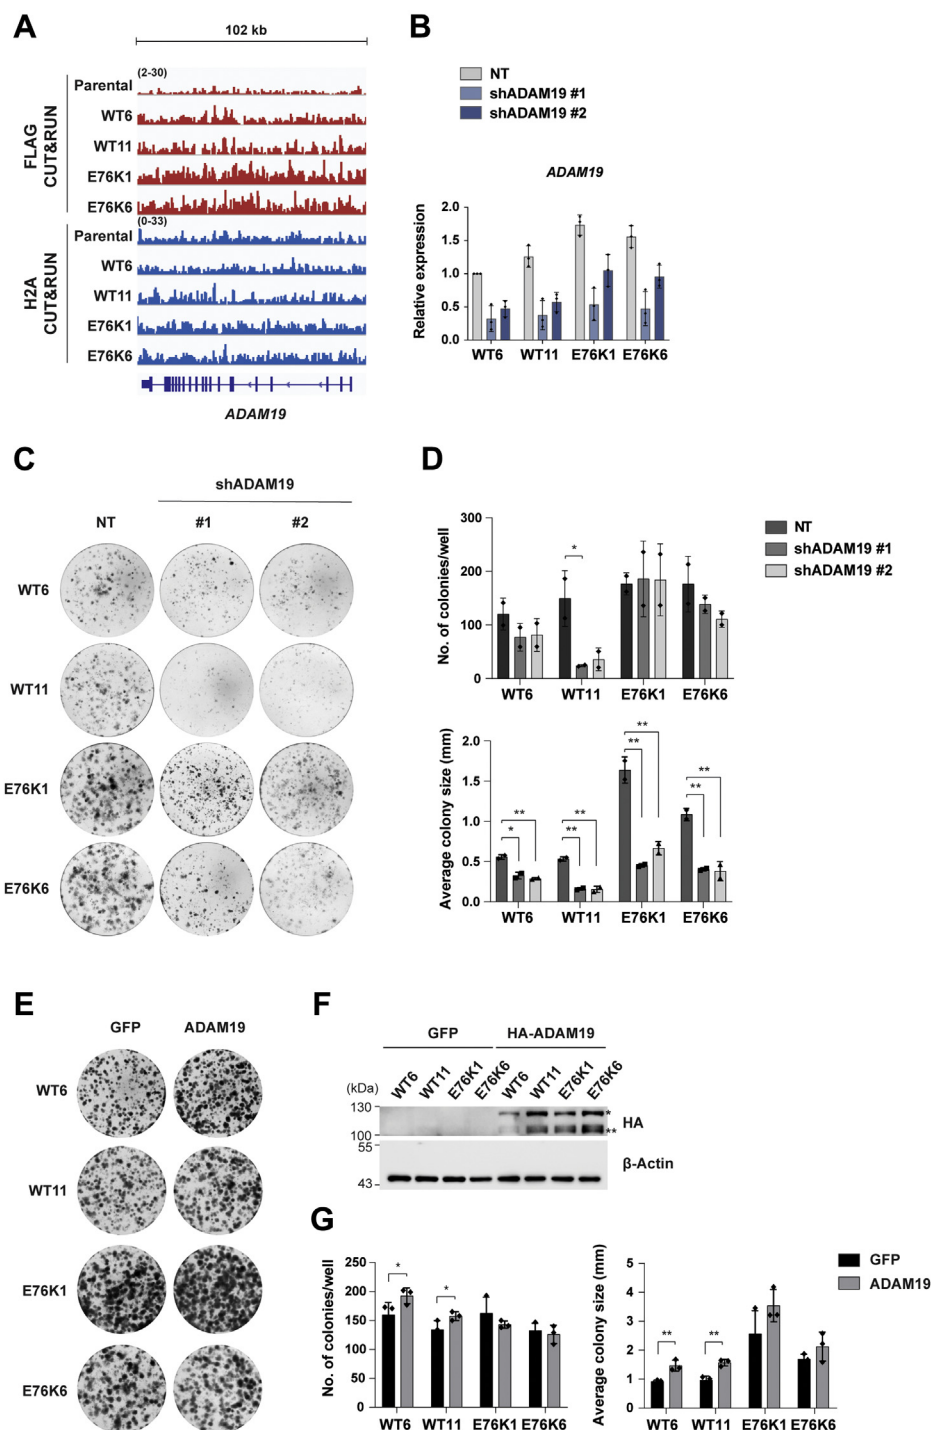 A
102 kb
FLAG
CUT&RUN
(2-30)
Parental
WT6
WT11
E76K1
E76K6
H2A
CUT&RUN
(0-33)
Parental
WT6
WT11
E76K1
E76K6
ADAM19
B
NT
shADAM19 #1
shADAM19 #2
ADAM19
Relative expression
2.0
1.5
1.0
0.5
0.0
WT6 WT11 E76K1 E76K6
C
shADAM19
NT #1 #2
WT6
WT11
E76K1
E76K6
D
No. of colonies/well
300
200
100
0
*
WT6 WT11 E76K1 E76K6
NT
shADAM19 #1
shADAM19 #2
Average colony size (mm)
2.0
1.5
1.0
0.5
0.0
**
*
**
**
**
**
**
**
WT6 WT11 E76K1 E76K6
E
GFP ADAM19
WT6
WT11
E76K1
E76K6
F
GFP HA-ADAM19
(kDa) WT6 WT11 E76K1 E76K6 WT6 WT11 E76K1 E76K6
130
100
55
43
*
**
HA
β-Actin
G
No. of colonies/well
250
200
150
100
50
0
*
*
WT6 WT11 E76K1 E76K6
Average colony size (mm)
5
4
3
2
1
0
**
**
WT6 WT11 E76K1 E76K6
GFP
ADAM19